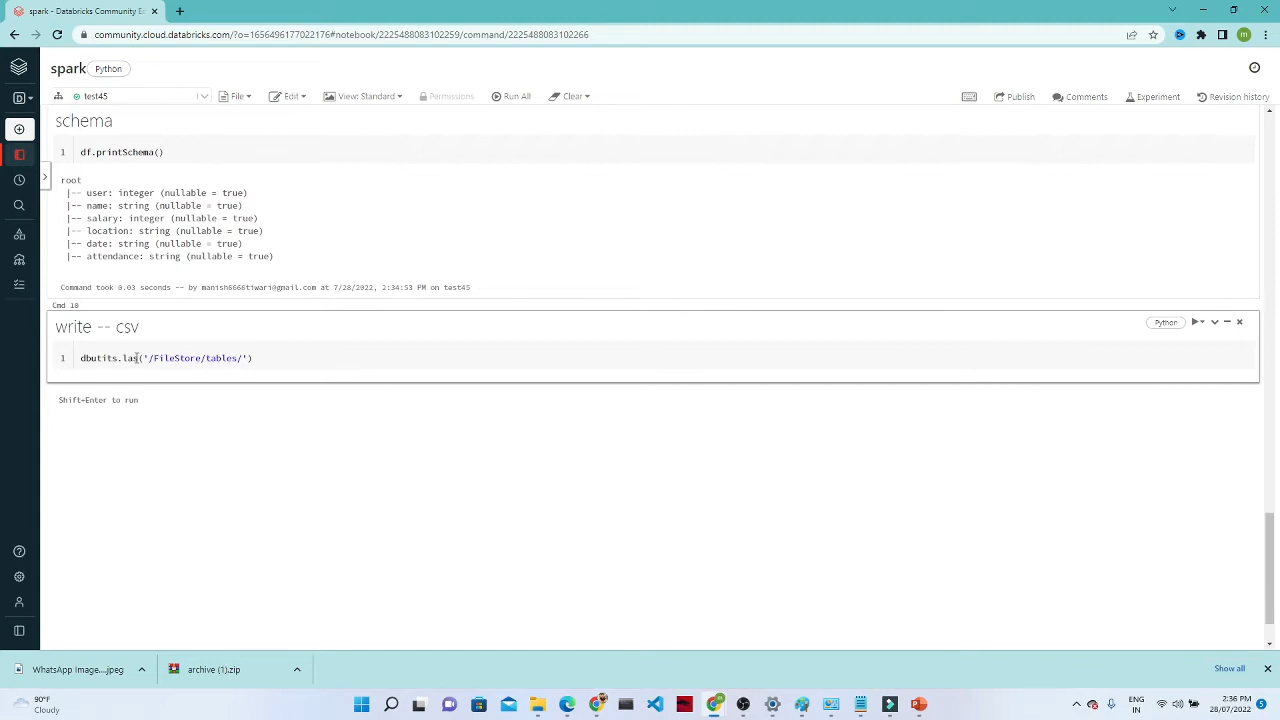 spark - Databricks Community E
community.cloud.databricks.com/?o=1656496177022176#notebook/2225488083102259/command/2225488083102266
m
spark Python
D test45 File Edit View: Standard Permissions Run All Clear Publish Comments Experiment Revision history
schema
1 df.printSchema()
root
|-- user: integer (nullable = true)
|-- name: string (nullable = true)
|-- salary: integer (nullable = true)
|-- location: string (nullable = true)
|-- date: string (nullable = true)
|-- attendance: string (nullable = true)
Command took 0.03 seconds -- by manish6666tiwari@gmail.com at 7/28/2022, 2:34:53 PM on test45
Cmd 10
write -- csv Python
1 dbutits.las('/FileStore/tables/')
Shift+Enter to run
WhatsApp Image....jpeg archive (1).zip Show all
90°F
Cloudy
ENG
IN
2:36 PM
28/07/2022